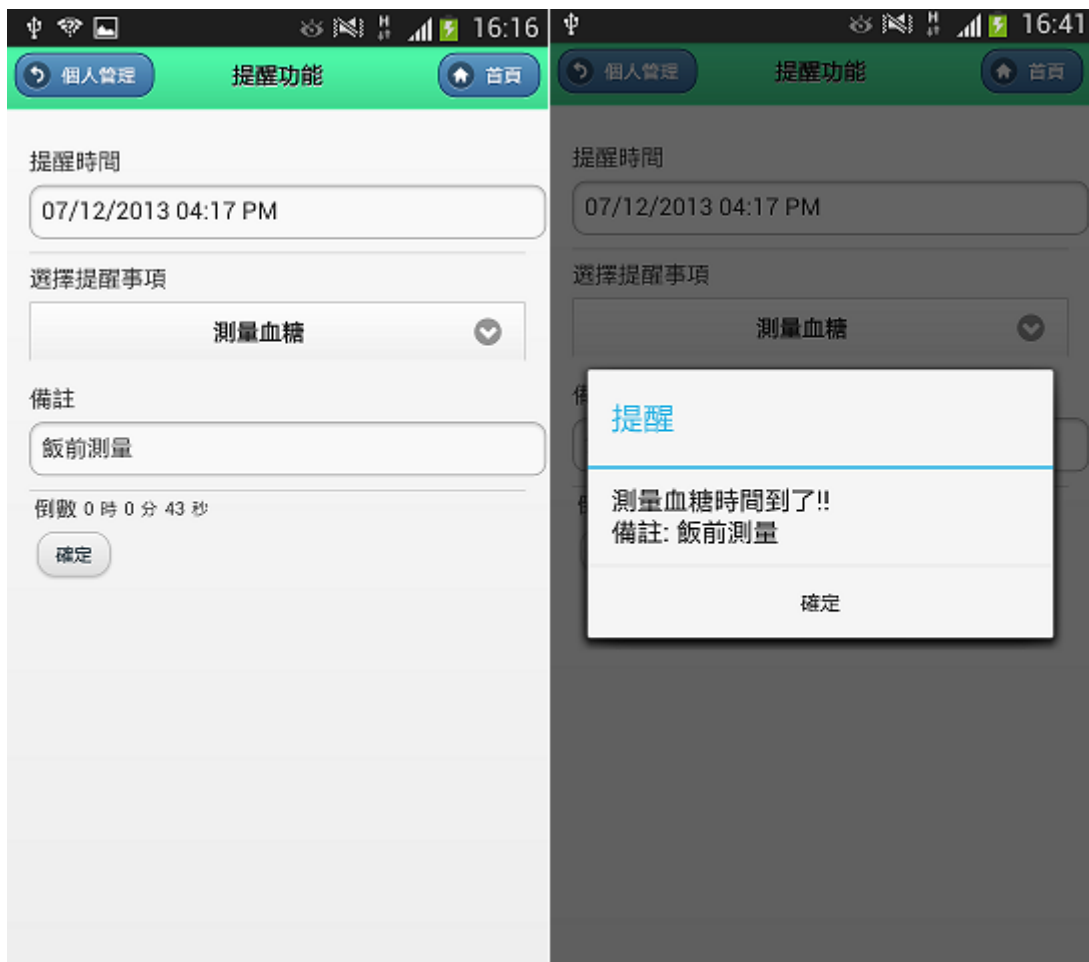 16:16
個人管理 提醒功能 首頁
提醒時間
07/12/2013 04:17 PM
選擇提醒事項
測量血糖
備註
飯前測量
倒數 0 時 0 分 43 秒
確定
16:41
個人管理 提醒功能 首頁
提醒時間
07/12/2013 04:17 PM
選擇提醒事項
測量血糖
提醒
測量血糖時間到了!!
備註: 飯前測量
確定